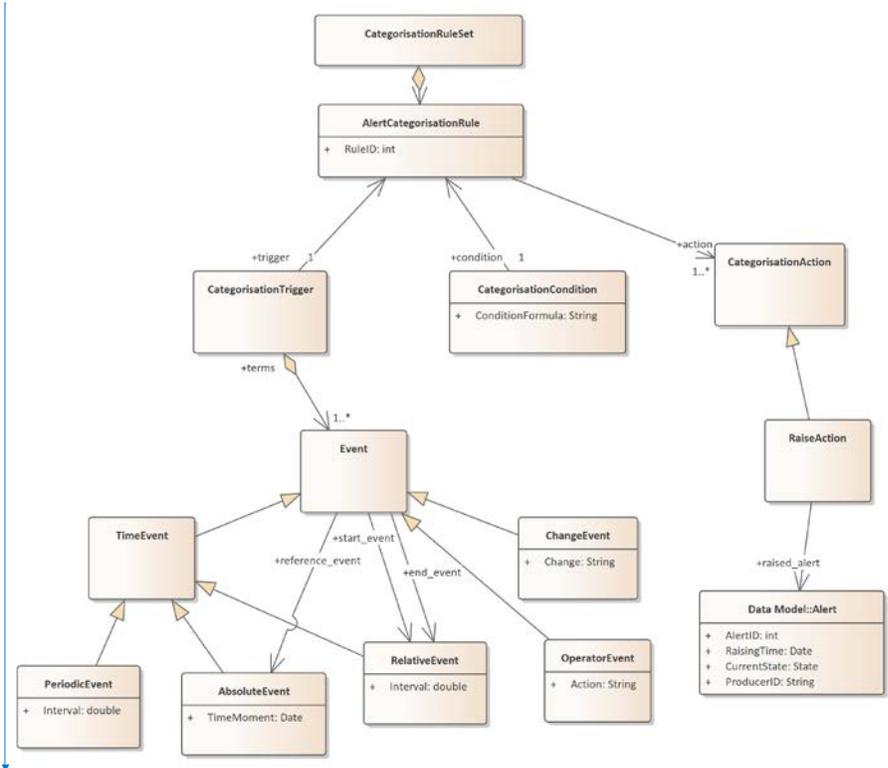 CategorisationRuleSet
AlertCategorisationRule
+ RuleID: int
+trigger 1
+condition 1
+action
1..*
CategorisationTrigger
CategorisationCondition
+ ConditionFormula: String
CategorisationAction
+terms
1..*
Event
RaiseAction
TimeEvent
+start_event
+reference_event
+end_event
ChangeEvent
+ Change: String
+raised_alert
Data Model::Alert
+ AlertID: int
+ RaisingTime: Date
+ CurrentState: State
+ ProducerID: String
PeriodicEvent
+ Interval: double
AbsoluteEvent
+ TimeMoment: Date
RelativeEvent
+ Interval: double
OperatorEvent
+ Action: String